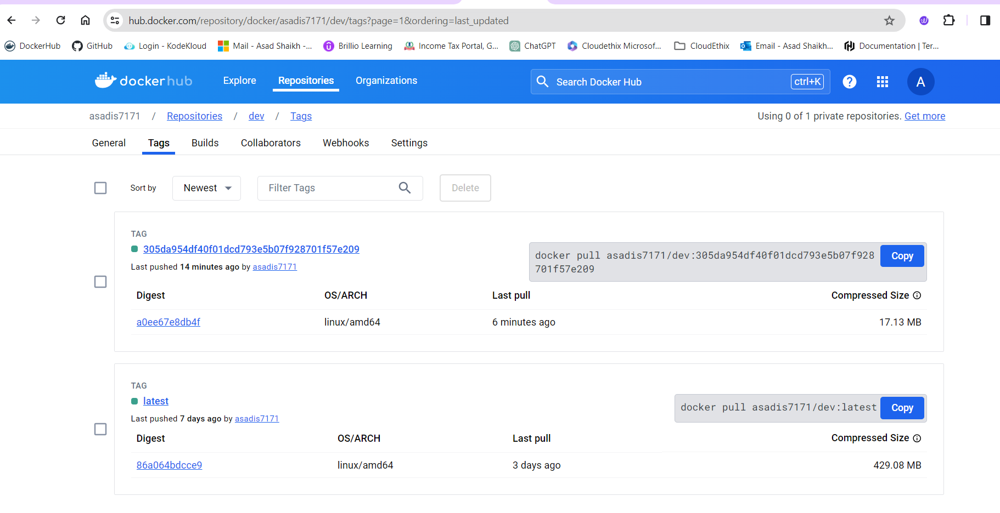 hub.docker.com/repository/docker/asadis7171/dev/tags?page=1&ordering=last_updated
DockerHub GitHub Login - KodeKloud Mail - Asad Shaikh -... Brillio Learning Income Tax Portal, G... ChatGPT Cloudethix Microsof... CloudEthix Email - Asad Shaikh... Documentation | Ter...
dockerhub Explore Repositories Organizations Search Docker Hub ctrl+K ? A
asadis7171 / Repositories / dev / Tags Using 0 of 1 private repositories. Get more
General Tags Builds Collaborators Webhooks Settings
Sort by Newest Filter Tags Delete
TAG
305da954df40f01dcd793e5b07f928701f57e209
Last pushed 14 minutes ago by asadis7171
docker pull asadis7171/dev:305da954df40f01dcd793e5b07f928
701f57e209
Copy
Digest OS/ARCH Last pull Compressed Size
a0ee67e8db4f linux/amd64 6 minutes ago 17.13 MB
TAG
latest
Last pushed 7 days ago by asadis7171
docker pull asadis7171/dev:latest Copy
Digest OS/ARCH Last pull Compressed Size
86a064bdcce9 linux/amd64 3 days ago 429.08 MB